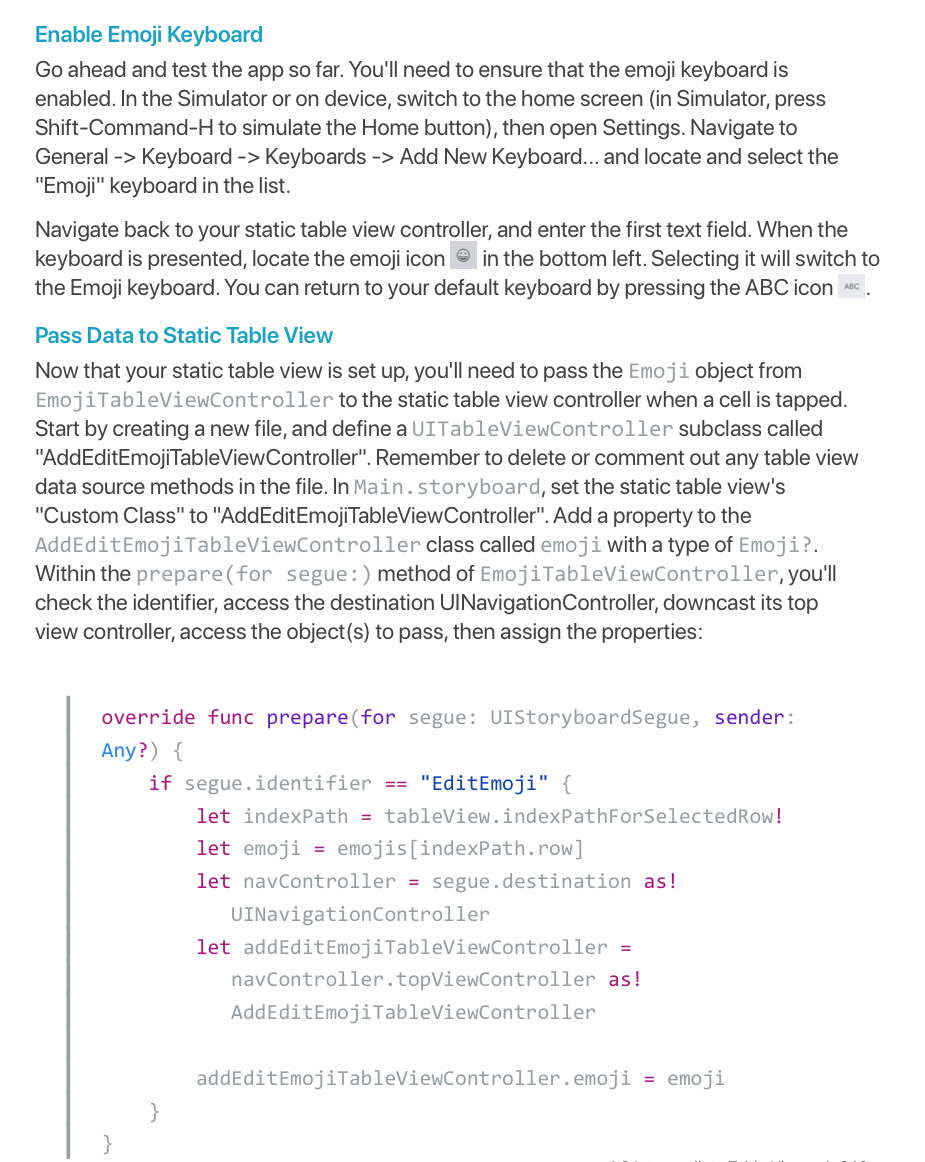 Enable Emoji Keyboard
Go ahead and test the app so far. You'll need to ensure that the emoji keyboard is
enabled. In the Simulator or on device, switch to the home screen (in Simulator, press
Shift-Command-H to simulate the Home button), then open Settings. Navigate to
General -> Keyboard -> Keyboards -> Add New Keyboard... and locate and select the
"Emoji" keyboard in the list.
Navigate back to your static table view controller, and enter the first text field. When the
keyboard is presented, locate the emoji icon in the bottom left. Selecting it will switch to
the Emoji keyboard. You can return to your default keyboard by pressing the ABC icon ABC.
Pass Data to Static Table View
Now that your static table view is set up, you'll need to pass the Emoji object from
EmojiTableViewController to the static table view controller when a cell is tapped.
Start by creating a new file, and define a UITableViewController subclass called
"AddEditEmojiTableViewController". Remember to delete or comment out any table view
data source methods in the file. In Main.storyboard, set the static table view's
"Custom Class" to "AddEditEmojiTableViewController". Add a property to the
AddEditEmojiTableViewController class called emoji with a type of Emoji?.
Within the prepare(for segue:) method of EmojiTableViewController, you'll
check the identifier, access the destination UINavigationController, downcast its top
view controller, access the object(s) to pass, then assign the properties:
override func prepare(for segue: UIStoryboardSegue, sender:
Any?) {
if segue.identifier == "EditEmoji" {
let indexPath = tableView.indexPathForSelectedRow!
let emoji = emojis[indexPath.row]
let navController = segue.destination as!
UINavigationController
let addEditEmojiTableViewController =
navController.topViewController as!
AddEditEmojiTableViewController
addEditEmojiTableViewController.emoji = emoji
}
}